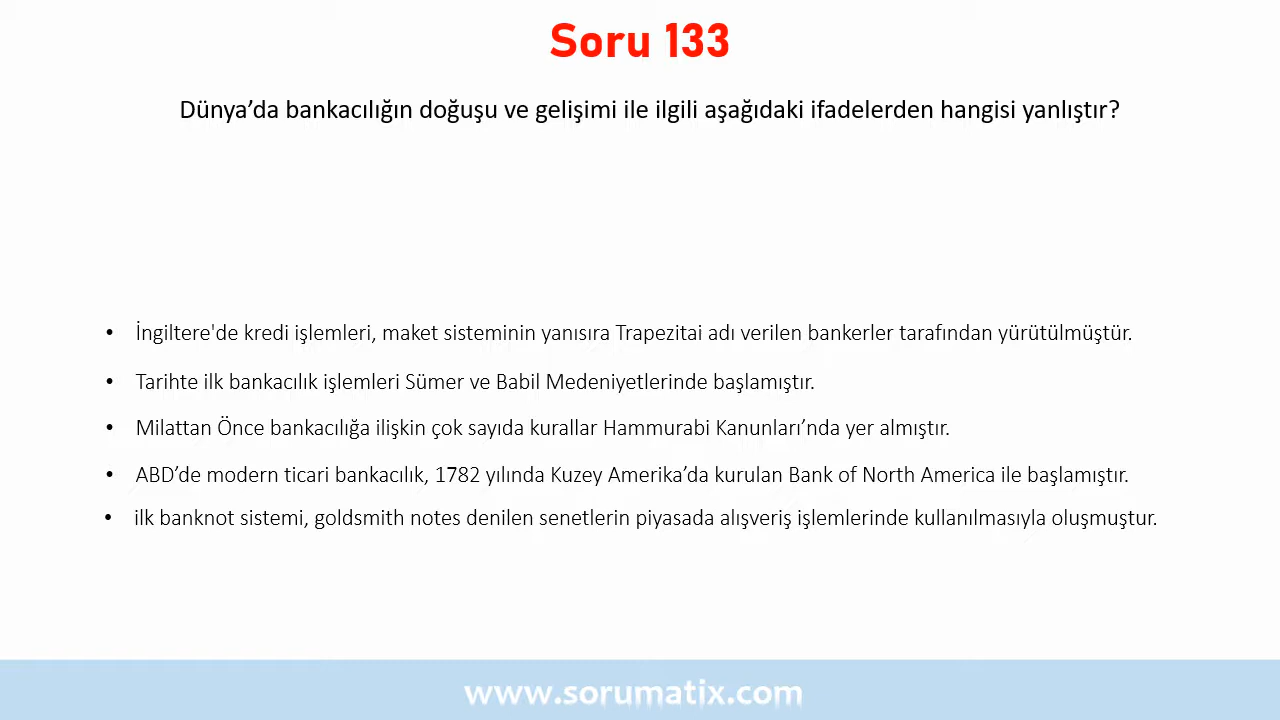 Soru 133
Dünya’da bankacılığın doğuşu ve gelişimi ile ilgili aşağıdaki ifadelerden hangisi yanlıştır?
• İngiltere'de kredi işlemleri, maket sisteminin yanısıra Trapezitai adı verilen bankerler tarafından yürütülmüştür.
• Tarihte ilk bankacılık işlemleri Sümer ve Babil Medeniyetlerinde başlamıştır.
• Milattan Önce bankacılığa ilişkin çok sayıda kurallar Hammurabi Kanunları’nda yer almıştır.
• ABD’de modern ticari bankacılık, 1782 yılında Kuzey Amerika’da kurulan Bank of North America ile başlamıştır.
• ilk banknot sistemi, goldsmith notes denilen senetlerin piyasada alışveriş işlemlerinde kullanılmasıyla oluşmuştur.
www.sorumatix.com